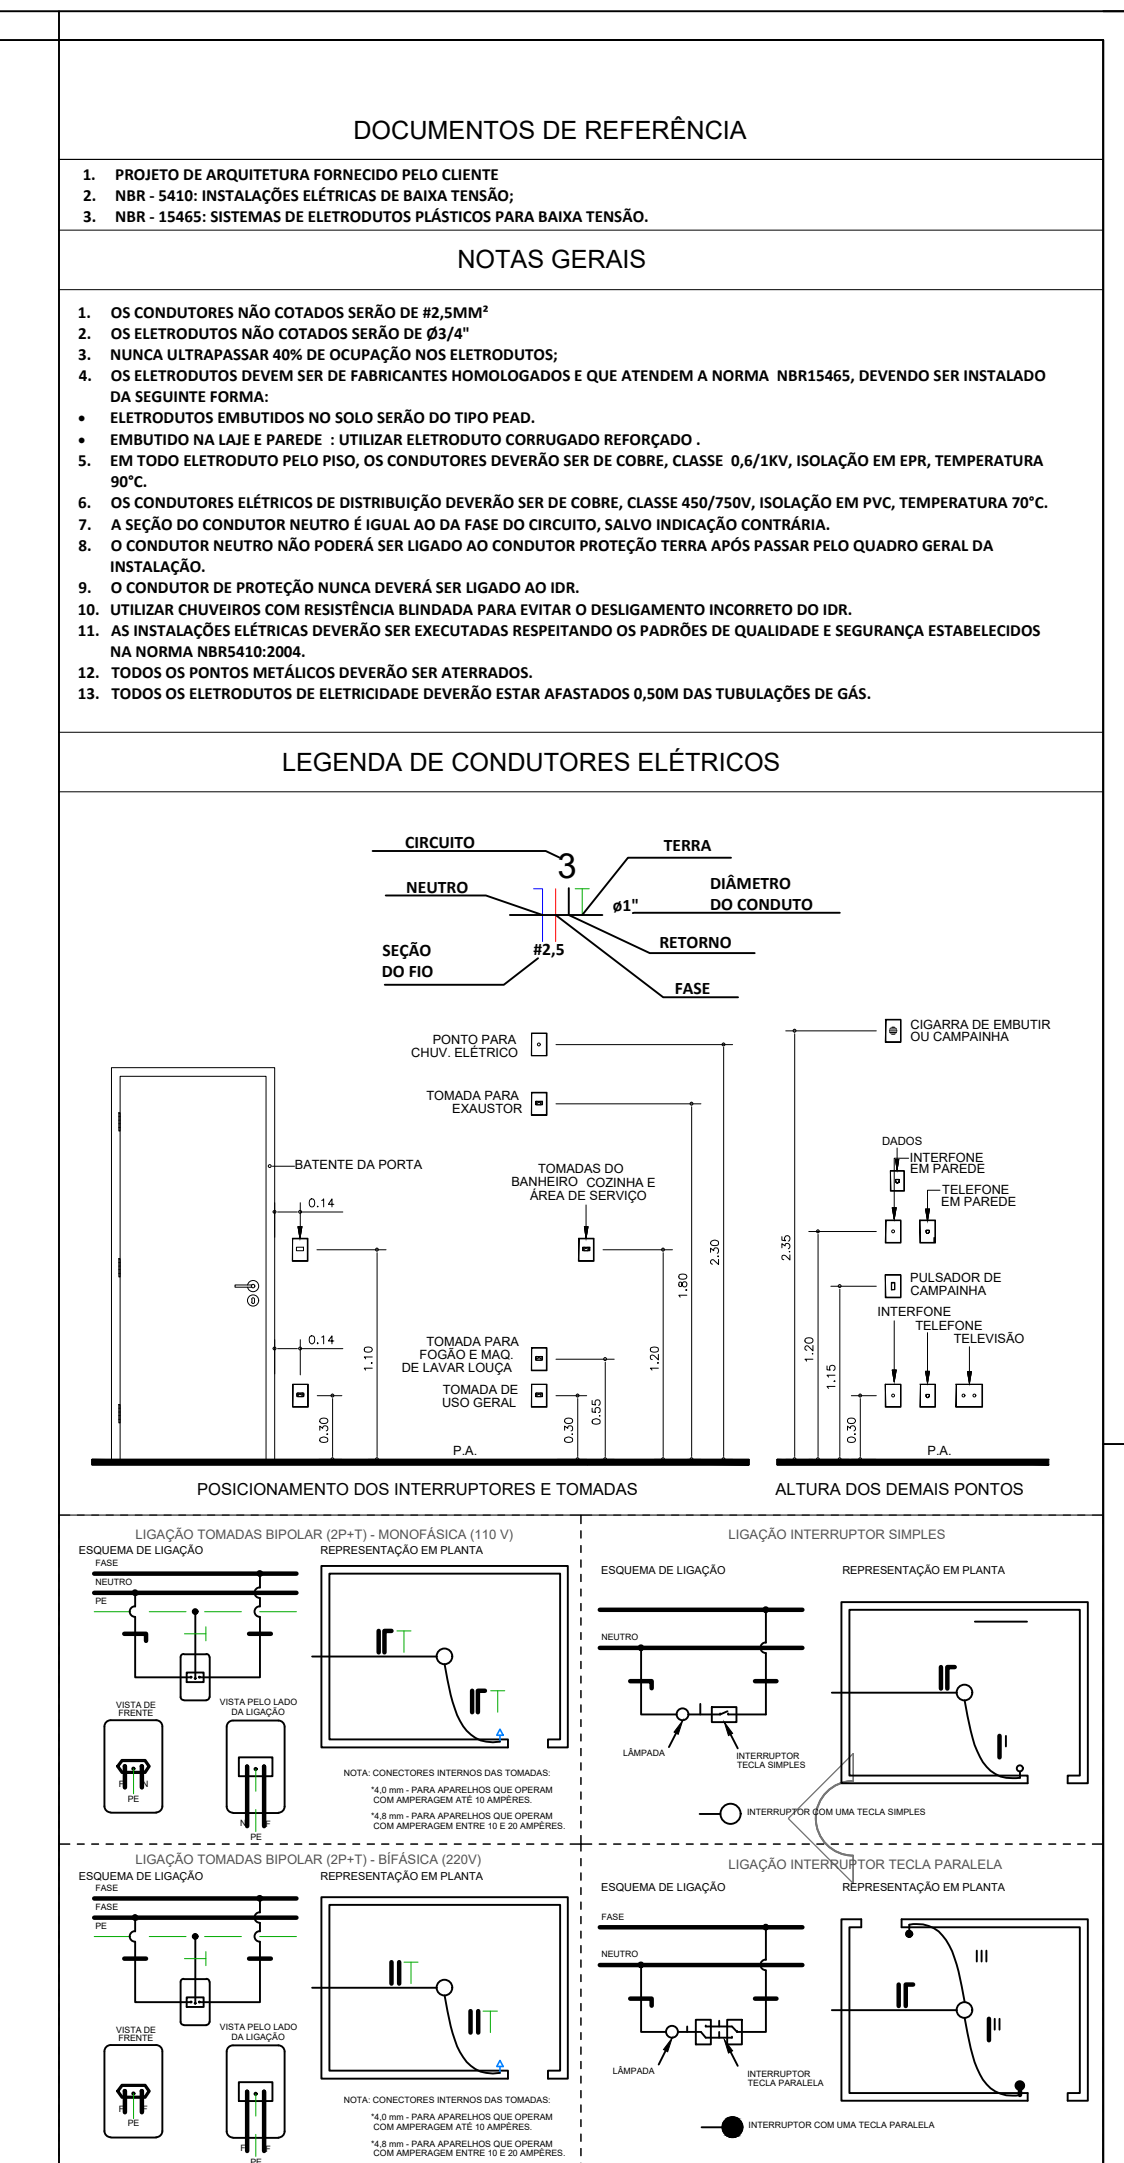 DOCUMENTOS DE REFERÊNCIA
1. PROJETO DE ARQUITETURA FORNECIDO PELO CLIENTE
2. NBR - 5410: INSTALAÇÕES ELÉTRICAS DE BAIXA TENSÃO;
3. NBR - 15465: SISTEMAS DE ELETRODUTOS PLÁSTICOS PARA BAIXA TENSÃO.
NOTAS GERAIS
1. OS CONDUTORES NÃO COTADOS SERÃO DE #2,5MM²
2. OS ELETRODUTOS NÃO COTADOS SERÃO DE Ø3/4"
3. NUNCA ULTRAPASSAR 40% DE OCUPAÇÃO NOS ELETRODUTOS;
4. OS ELETRODUTOS DEVEM SER DE FABRICANTES HOMOLOGADOS E QUE ATENDEM A NORMA NBR15465, DEVENDO SER INSTALADO
DA SEGUINTE FORMA:
• ELETRODUTOS EMBUTIDOS NO SOLO SERÃO DO TIPO PEAD.
• EMBUTIDO NA LAJE E PAREDE : UTILIZAR ELETRODUTO CORRUGADO REFORÇADO .
5. EM TODO ELETRODUTO PELO PISO, OS CONDUTORES DEVERÃO SER DE COBRE, CLASSE 0,6/1KV, ISOLAÇÃO EM EPR, TEMPERATURA
90°C.
6. OS CONDUTORES ELÉTRICOS DE DISTRIBUIÇÃO DEVERÃO SER DE COBRE, CLASSE 450/750V, ISOLAÇÃO EM PVC, TEMPERATURA 70°C.
7. A SEÇÃO DO CONDUTOR NEUTRO É IGUAL AO DA FASE DO CIRCUITO, SALVO INDICAÇÃO CONTRÁRIA.
8. O CONDUTOR NEUTRO NÃO PODERÁ SER LIGADO AO CONDUTOR PROTEÇÃO TERRA APÓS PASSAR PELO QUADRO GERAL DA
INSTALAÇÃO.
9. O CONDUTOR DE PROTEÇÃO NUNCA DEVERÁ SER LIGADO AO IDR.
10. UTILIZAR CHUVEIROS COM RESISTÊNCIA BLINDADA PARA EVITAR O DESLIGAMENTO INCORRETO DO IDR.
11. AS INSTALAÇÕES ELÉTRICAS DEVERÃO SER EXECUTADAS RESPEITANDO OS PADRÕES DE QUALIDADE E SEGURANÇA ESTABELECIDOS
NA NORMA NBR5410:2004.
12. TODOS OS PONTOS METÁLICOS DEVERÃO SER ATERRADOS.
13. TODOS OS ELETRODUTOS DE ELETRICIDADE DEVERÃO ESTAR AFASTADOS 0,50M DAS TUBULAÇÕES DE GÁS.
LEGENDA DE CONDUTORES ELÉTRICOS
CIRCUITO
3
TERRA
NEUTRO
DIÂMETRO
DO CONDUTO
ø1"
SEÇÃO
DO FIO
#2,5
RETORNO
FASE
PONTO PARA
CHUV. ELÉTRICO
TOMADA PARA
EXAUSTOR
BATENTE DA PORTA
TOMADAS DO
BANHEIRO COZINHA E
ÁREA DE SERVIÇO
0.14
0.14
1.10
0.30
TOMADA PARA
FOGÃO E MAQ.
DE LAVAR LOUÇA
TOMADA DE
USO GERAL
0.30
0.55
1.20
1.80
2.30
P.A.
POSICIONAMENTO DOS INTERRUPTORES E TOMADAS
CIGARRA DE EMBUTIR
OU CAMPAINHA
DADOS
INTERFONE
EM PAREDE
TELEFONE
EM PAREDE
PULSADOR DE
CAMPAINHA
INTERFONE
TELEFONE
TELEVISÃO
2.35
1.20
1.15
0.30
P.A.
ALTURA DOS DEMAIS PONTOS
LIGAÇÃO TOMADAS BIPOLAR (2P+T) - MONOFÁSICA (110 V)
ESQUEMA DE LIGAÇÃO
REPRESENTAÇÃO EM PLANTA
FASE
NEUTRO
PE
VISTA DE
FRENTE
F N
PE
VISTA PELO LADO
DA LIGAÇÃO
N F
PE
NOTA: CONECTORES INTERNOS DAS TOMADAS:
*4,0 mm - PARA APARELHOS QUE OPERAM
COM AMPERAGEM ATÉ 10 AMPÈRES.
*4,8 mm - PARA APARELHOS QUE OPERAM
COM AMPERAGEM ENTRE 10 E 20 AMPÈRES.
LIGAÇÃO INTERRUPTOR SIMPLES
ESQUEMA DE LIGAÇÃO
REPRESENTAÇÃO EM PLANTA
NEUTRO
LÂMPADA
INTERRUPTOR
TECLA SIMPLES
INTERRUPTOR COM UMA TECLA SIMPLES
LIGAÇÃO TOMADAS BIPOLAR (2P+T) - BÍFÁSICA (220V)
ESQUEMA DE LIGAÇÃO
REPRESENTAÇÃO EM PLANTA
FASE
FASE
PE
VISTA DE
FRENTE
F F
PE
VISTA PELO LADO
DA LIGAÇÃO
F F
PE
NOTA: CONECTORES INTERNOS DAS TOMADAS:
*4,0 mm - PARA APARELHOS QUE OPERAM
COM AMPERAGEM ATÉ 10 AMPÈRES.
*4,8 mm - PARA APARELHOS QUE OPERAM
COM AMPERAGEM ENTRE 10 E 20 AMPÈRES.
LIGAÇÃO INTERRUPTOR TECLA PARALELA
ESQUEMA DE LIGAÇÃO
REPRESENTAÇÃO EM PLANTA
FASE
NEUTRO
LÂMPADA
INTERRUPTOR
TECLA PARALELA
INTERRUPTOR COM UMA TECLA PARALELA